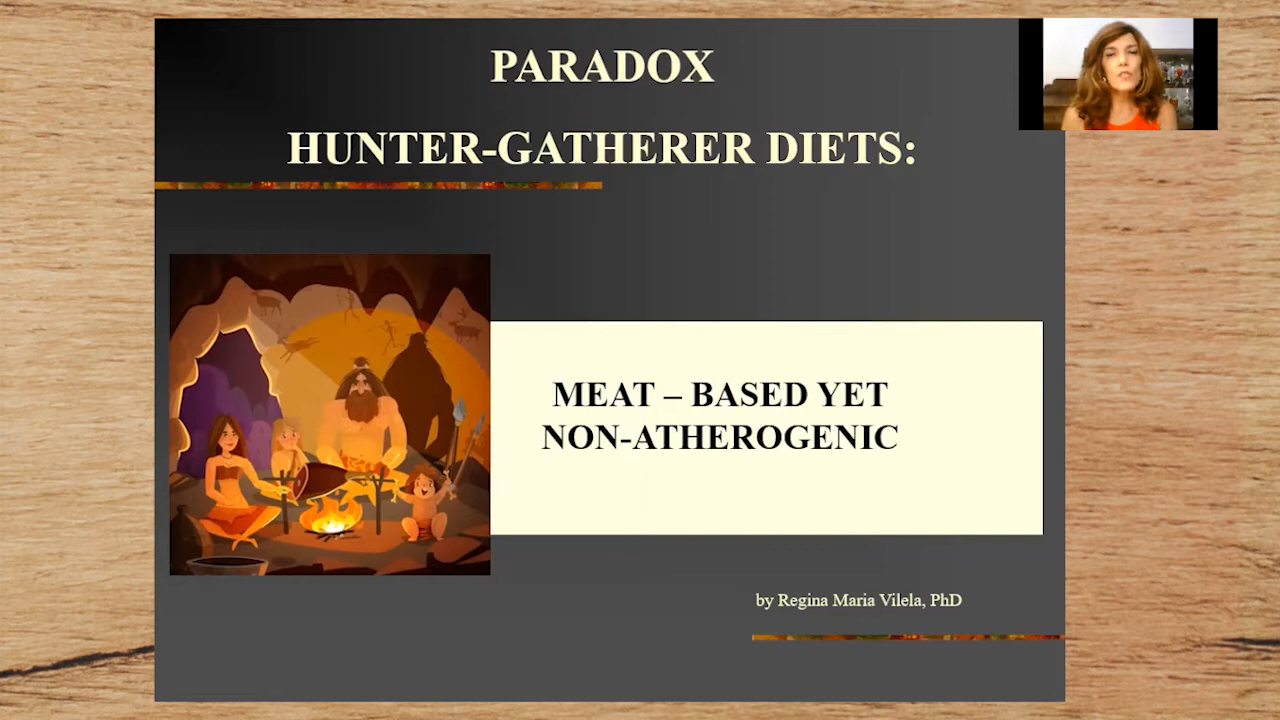 PARADOX
HUNTER-GATHERER DIETS:
MEAT – BASED YET
NON-ATHEROGENIC
by Regina Maria Vilela, PhD